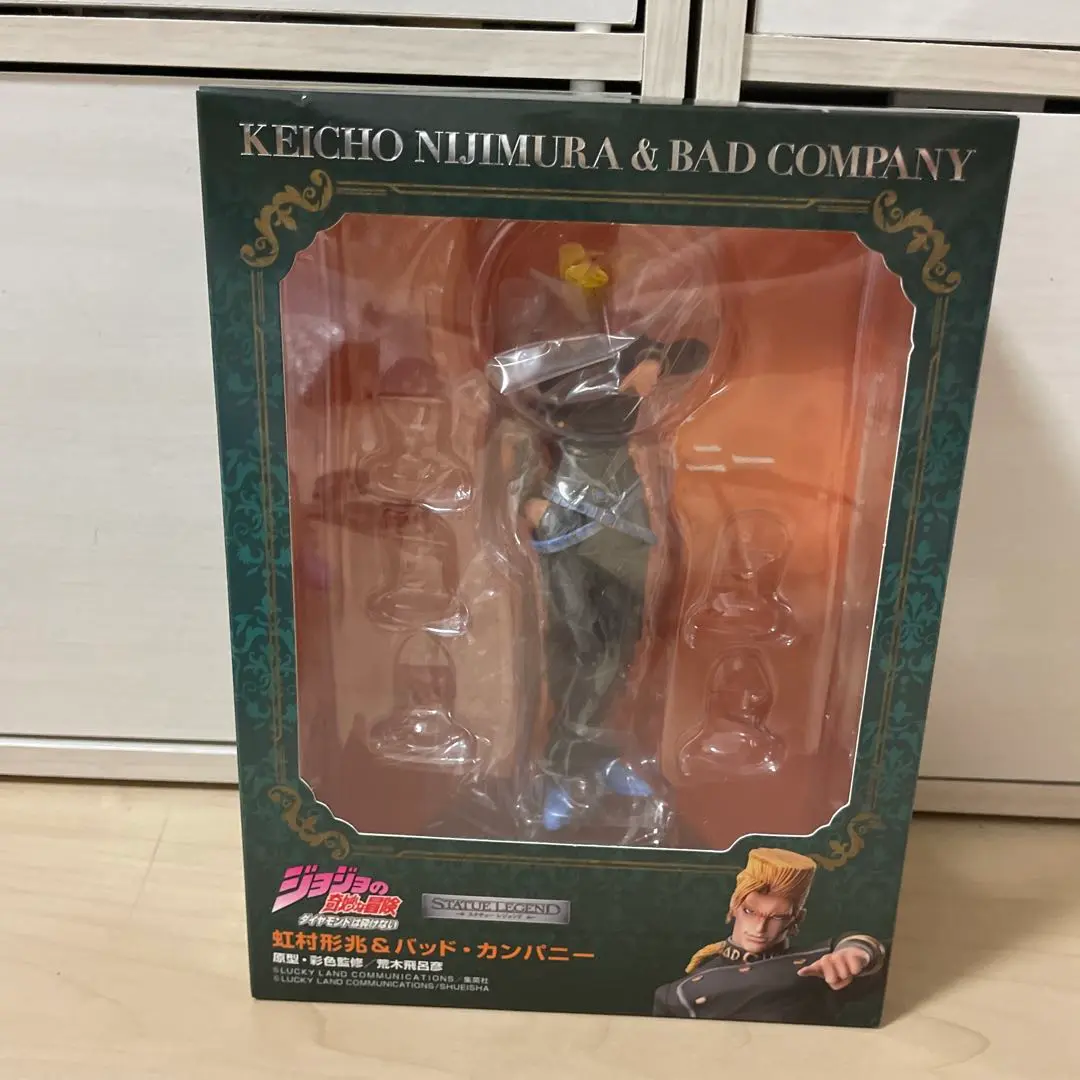 KEICHO NIJIMURA & BAD COMPANY
ニー
ジョジョの
奇妙な冒険
ダイヤモンドは砕けない
STATUE LEGEND
スタチュー レジェンド
虹村形兆&バッド・カンパニー
原型・彩色監修/荒木飛呂彦
©LUCKY LAND COMMUNICATIONS/集英社
©LUCKY LAND COMMUNICATIONS/SHUEISHA